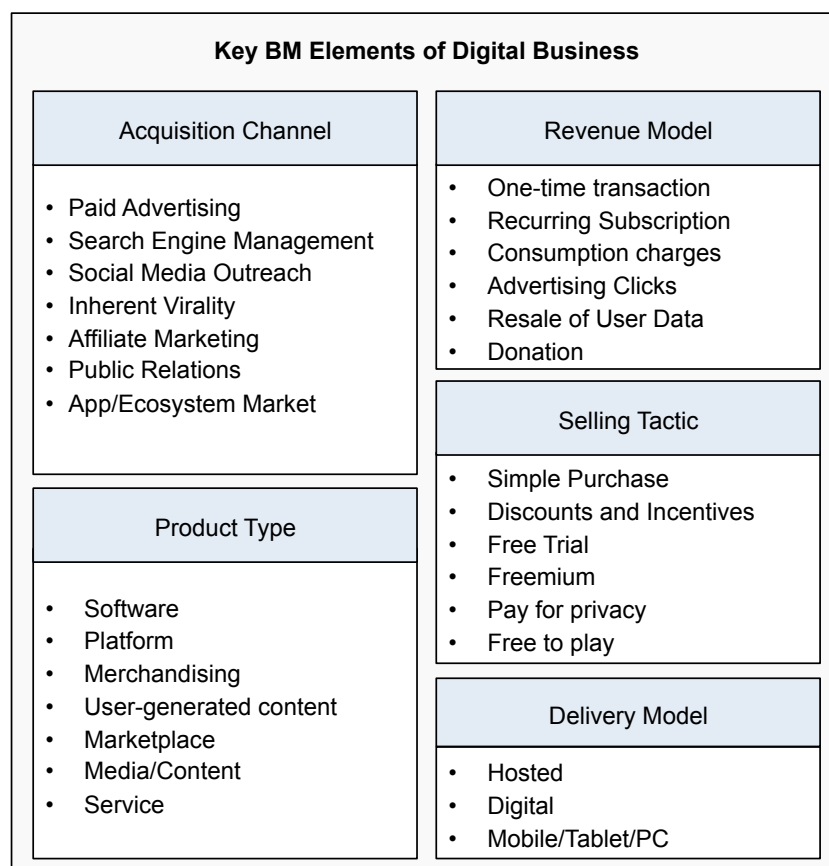 Key BM Elements of Digital Business
Acquisition Channel
• Paid Advertising
• Search Engine Management
• Social Media Outreach
• Inherent Virality
• Affiliate Marketing
• Public Relations
• App/Ecosystem Market
Product Type
• Software
• Platform
• Merchandising
• User-generated content
• Marketplace
• Media/Content
• Service
Revenue Model
• One-time transaction
• Recurring Subscription
• Consumption charges
• Advertising Clicks
• Resale of User Data
• Donation
Selling Tactic
• Simple Purchase
• Discounts and Incentives
• Free Trial
• Freemium
• Pay for privacy
• Free to play
Delivery Model
• Hosted
• Digital
• Mobile/Tablet/PC